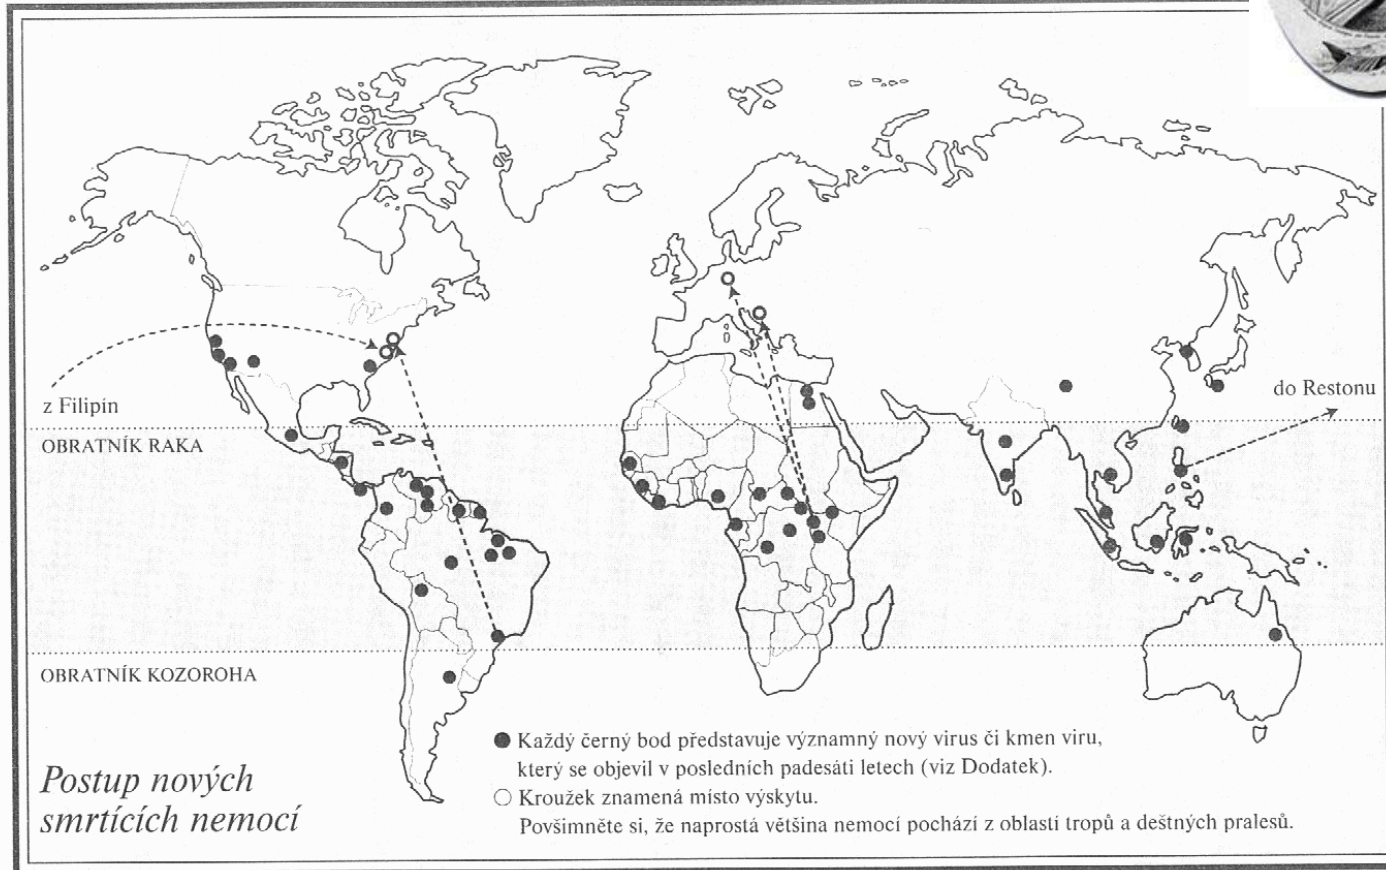 z Filipín
do Restonu
OBRATNÍK RAKA
OBRATNÍK KOZOROHA
● Každý černý bod představuje významný nový virus či kmen viru,
který se objevil v posledních padesáti letech (viz Dodatek).
○ Kroužek znamená místo výskytu.
Povšimněte si, že naprostá většina nemocí pochází z oblastí tropů a deštných pralesů.
Postup nových
smrtících nemocí